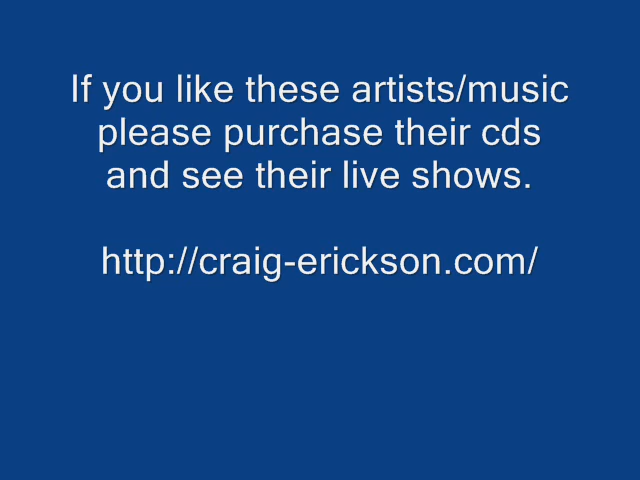 If you like these artists/music
please purchase their cds
and see their live shows.
http://craig-erickson.com/